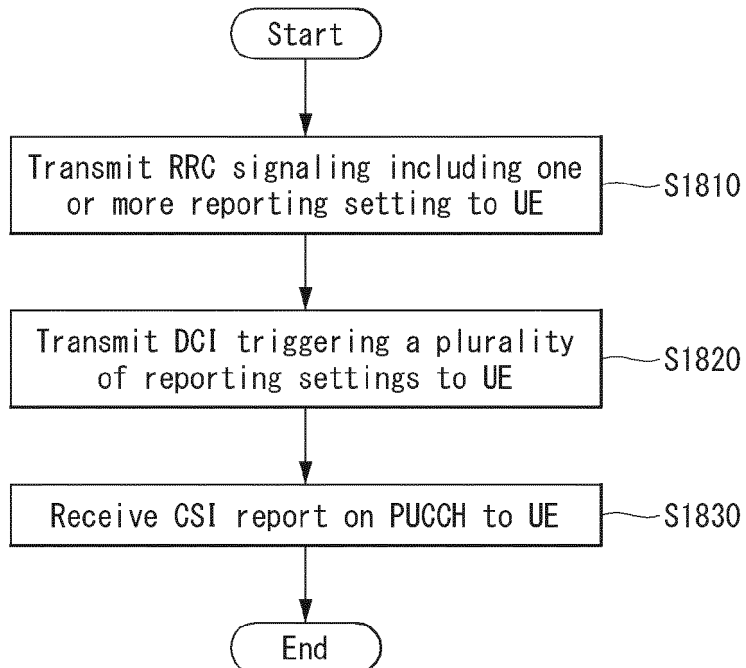 Start
Transmit RRC signaling including one
or more reporting setting to UE
S1810
Transmit DCI triggering a plurality
of reporting settings to UE
S1820
Receive CSI report on PUCCH to UE
S1830
End